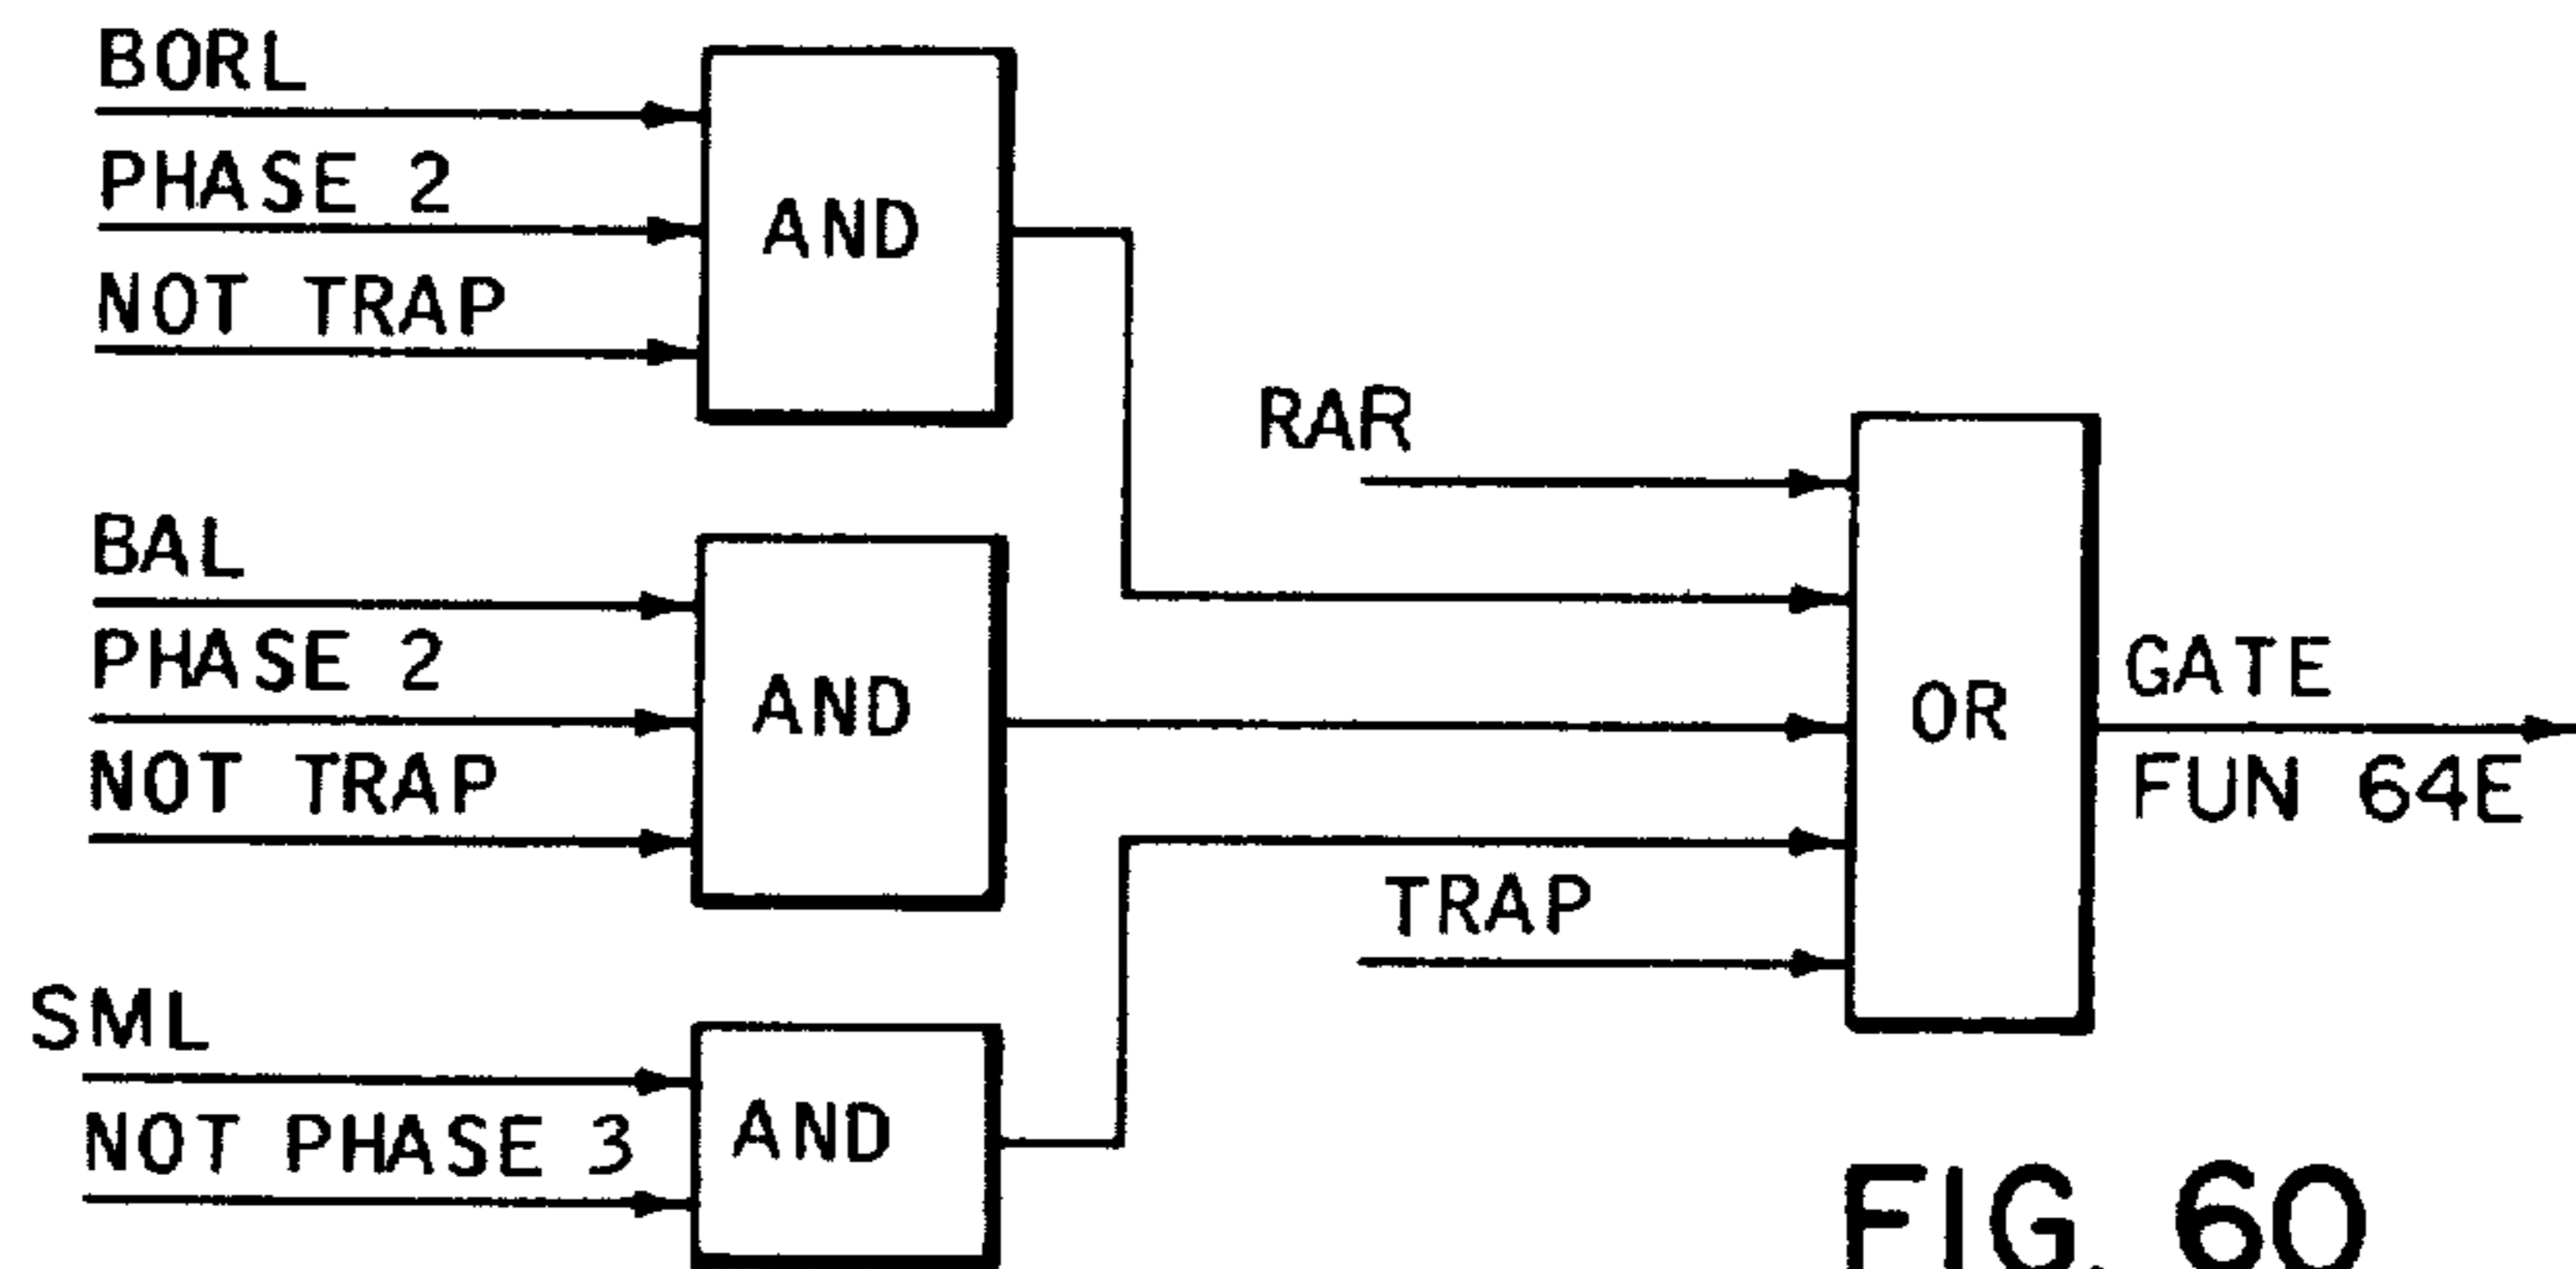 BORL
PHASE 2
NOT TRAP
AND
BAL
PHASE 2
NOT TRAP
AND
SML
NOT PHASE 3
AND
RAR
TRAP
OR
GATE
FUN 64E
FIG. 60